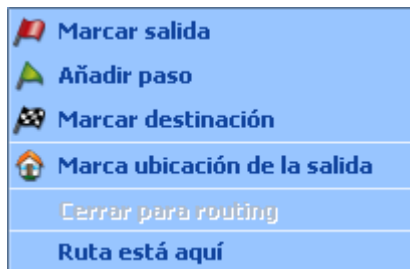 Marcar salida
Añadir paso
Marcar destinación
Marca ubicación de la salida
Cerrar para routing
Ruta está aquí